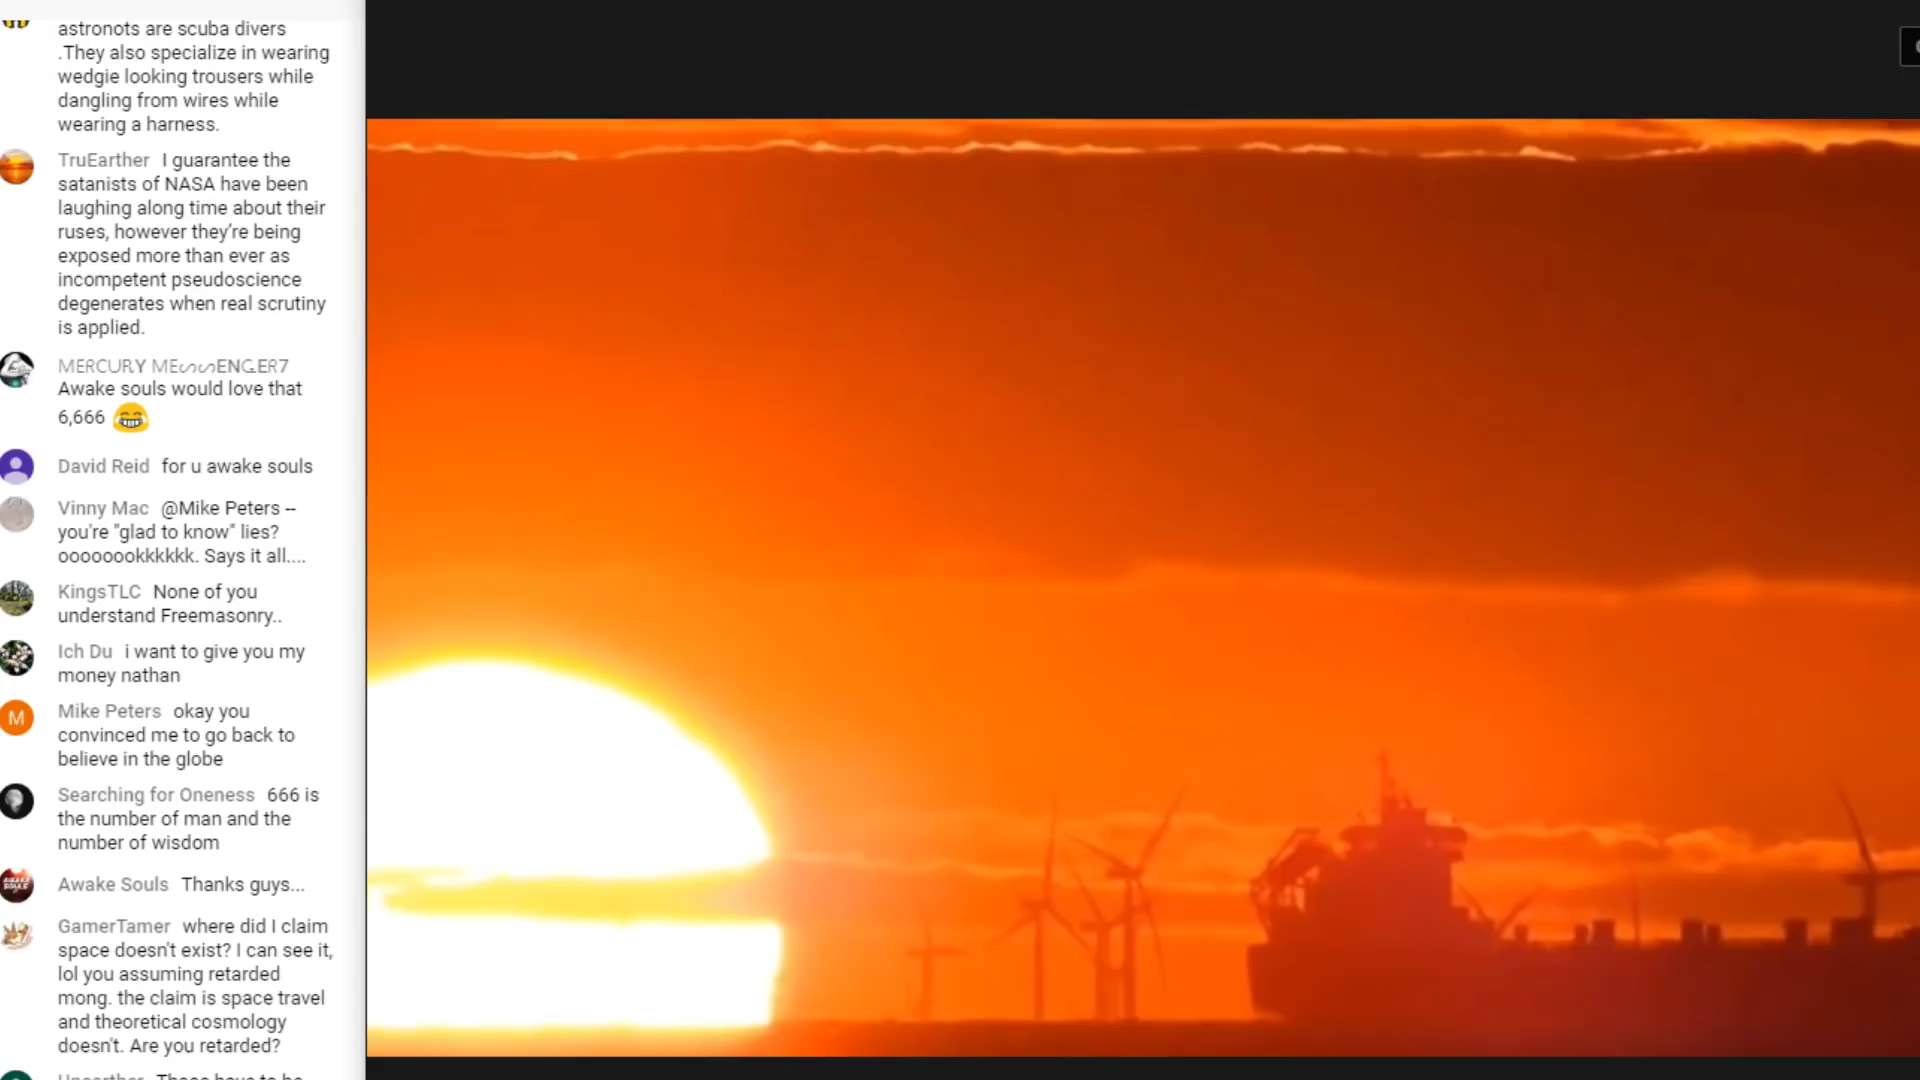 astronots are scuba divers
.They also specialize in wearing
wedgie looking trousers while
dangling from wires while
wearing a harness.
TruEarther I guarantee the
satanists of NASA have been
laughing along time about their
ruses, however they're being
exposed more than ever as
incompetent pseudoscience
degenerates when real scrutiny
is applied.
MERCURY MEᔕᔕENGER7
Awake souls would love that
6,666 😂
David Reid for u awake souls
Vinny Mac @Mike Peters --
you're "glad to know" lies?
oooooookkkkkk. Says it all....
KingsTLC None of you
understand Freemasonry..
Ich Du i want to give you my
money nathan
M
Mike Peters okay you
convinced me to go back to
believe in the globe
Searching for Oneness 666 is
the number of man and the
number of wisdom
AWAKE SOULS
Awake Souls Thanks guys...
GamerTamer where did I claim
space doesn't exist? I can see it,
lol you assuming retarded
mong. the claim is space travel
and theoretical cosmology
doesn't. Are you retarded?